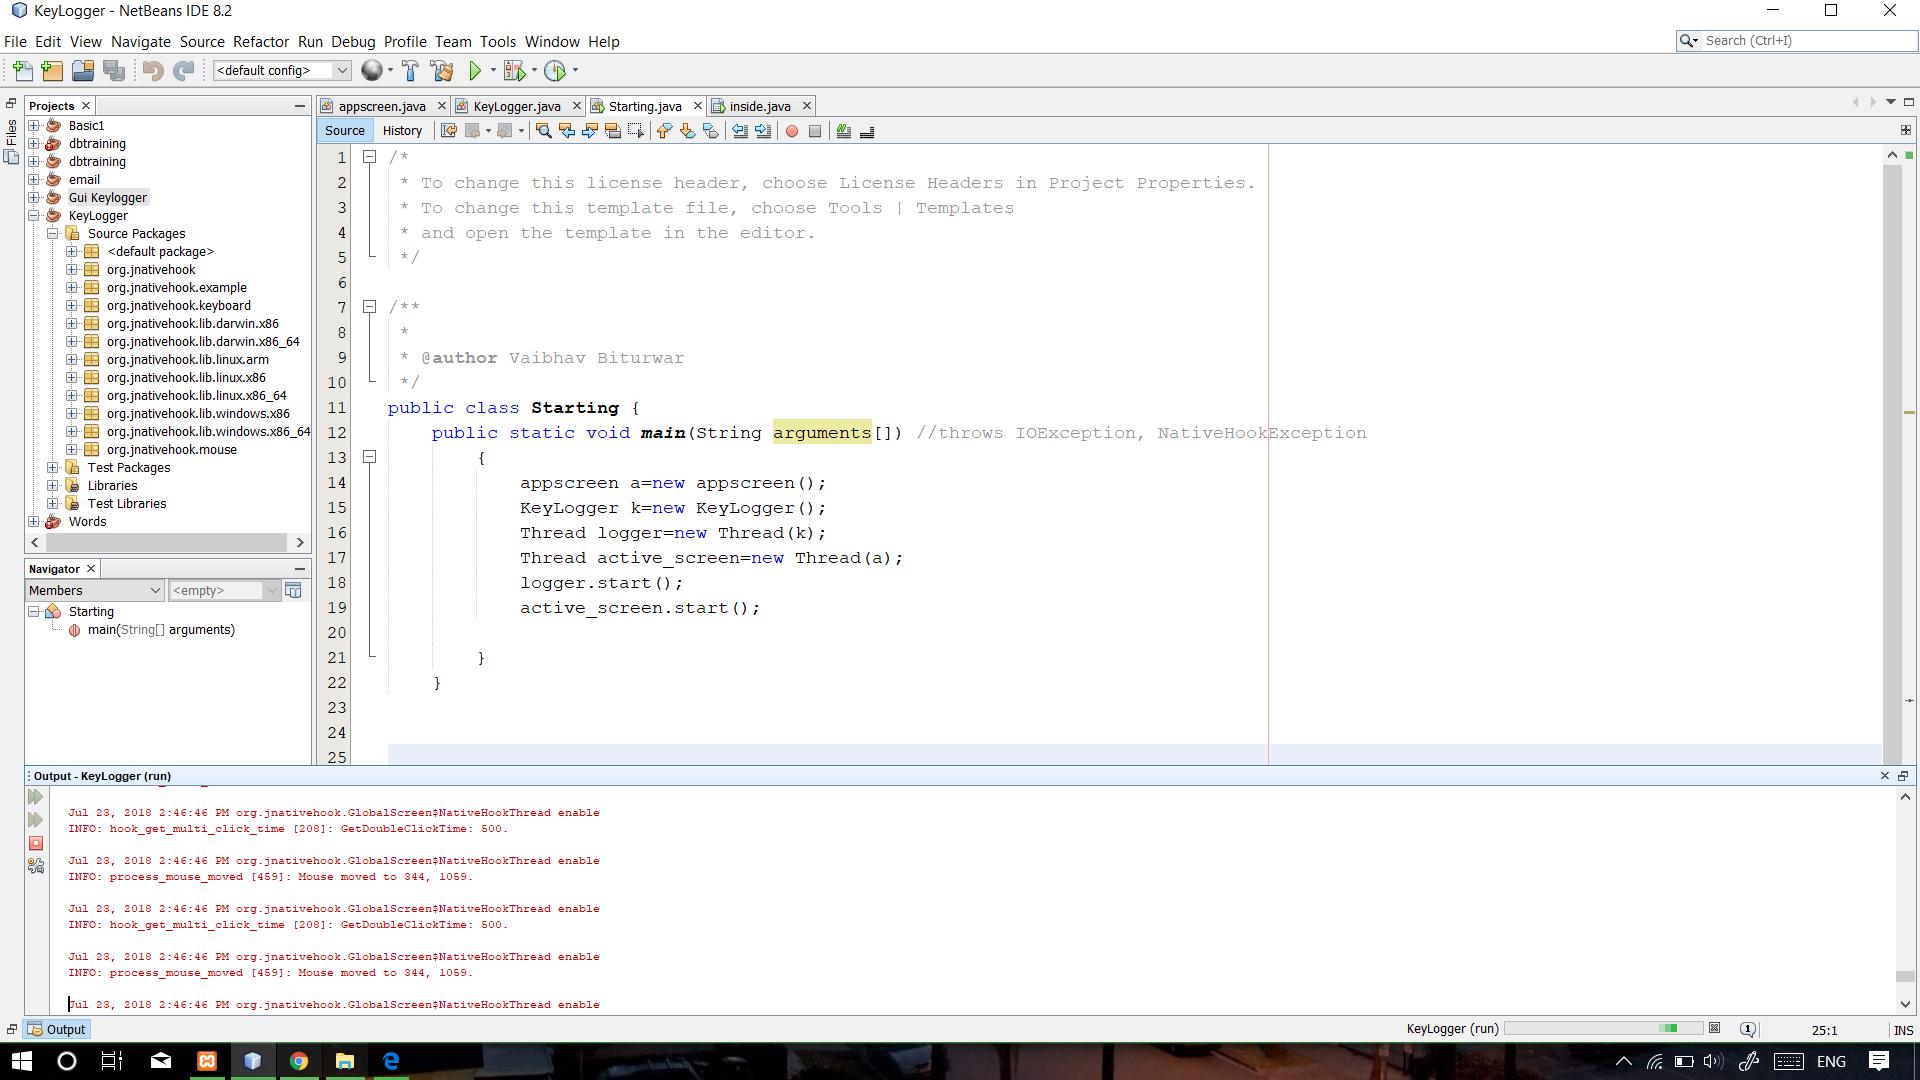 KeyLogger - NetBeans IDE 8.2
File Edit View Navigate Source Refactor Run Debug Profile Team Tools Window Help
Search (Ctrl+I)
<default config>
Files
Projects
Basic1
dbtraining
dbtraining
email
Gui Keylogger
KeyLogger
Source Packages
<default package>
org.jnativehook
org.jnativehook.example
org.jnativehook.keyboard
org.jnativehook.lib.darwin.x86
org.jnativehook.lib.darwin.x86_64
org.jnativehook.lib.linux.arm
org.jnativehook.lib.linux.x86
org.jnativehook.lib.linux.x86_64
org.jnativehook.lib.windows.x86
org.jnativehook.lib.windows.x86_64
org.jnativehook.mouse
Test Packages
Libraries
Test Libraries
Words
Navigator
Members
<empty>
Starting
main(String[] arguments)
appscreen.java KeyLogger.java Starting.java inside.java
Source History
1 /*
2 * To change this license header, choose License Headers in Project Properties.
3 * To change this template file, choose Tools | Templates
4 * and open the template in the editor.
5 */
6
7 /**
8 *
9 * @author Vaibhav Biturwar
10 */
11 public class Starting {
12 public static void main(String arguments[]) //throws IOException, NativeHookException
13 {
14 appscreen a=new appscreen();
15 KeyLogger k=new KeyLogger();
16 Thread logger=new Thread(k);
17 Thread active_screen=new Thread(a);
18 logger.start();
19 active_screen.start();
20
21 }
22 }
23
24
25
Output - KeyLogger (run)
Jul 23, 2018 2:46:46 PM org.jnativehook.GlobalScreen$NativeHookThread enable
INFO: hook_get_multi_click_time [208]: GetDoubleClickTime: 500.
Jul 23, 2018 2:46:46 PM org.jnativehook.GlobalScreen$NativeHookThread enable
INFO: process_mouse_moved [459]: Mouse moved to 344, 1059.
Jul 23, 2018 2:46:46 PM org.jnativehook.GlobalScreen$NativeHookThread enable
INFO: hook_get_multi_click_time [208]: GetDoubleClickTime: 500.
Jul 23, 2018 2:46:46 PM org.jnativehook.GlobalScreen$NativeHookThread enable
INFO: process_mouse_moved [459]: Mouse moved to 344, 1059.
Jul 23, 2018 2:46:46 PM org.jnativehook.GlobalScreen$NativeHookThread enable
Output
KeyLogger (run)
1
25:1
INS
ENG